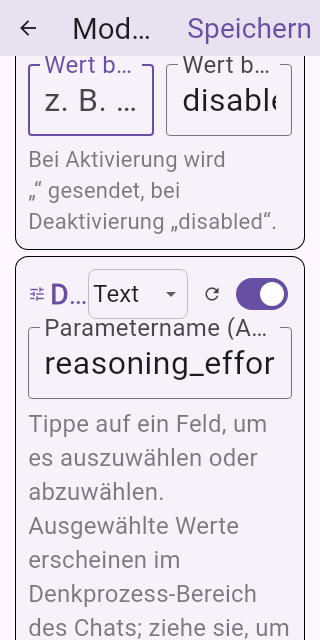 Mod… Speichern
Wert b… Wert b…
z. B. …
Bei Aktivierung wird
„“ gesendet, bei
Deaktivierung „disabled“.
D… Text
Parametername (A…
reasoning_effor
Tippe auf ein Feld, um
es auszuwählen oder
abzuwählen.
Ausgewählte Werte
erscheinen im
Denkprozess-Bereich
des Chats; ziehe sie, um